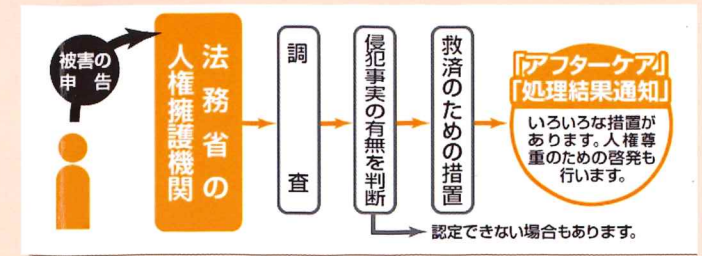 被害の
申告
法務省の
人権擁護機関
調査
侵犯事実の有無を判断
救済のための措置
「アフターケア」
「処理結果通知」
いろいろな措置が
あります。人権尊
重のための啓発も
行います。
認定できない場合もあります。